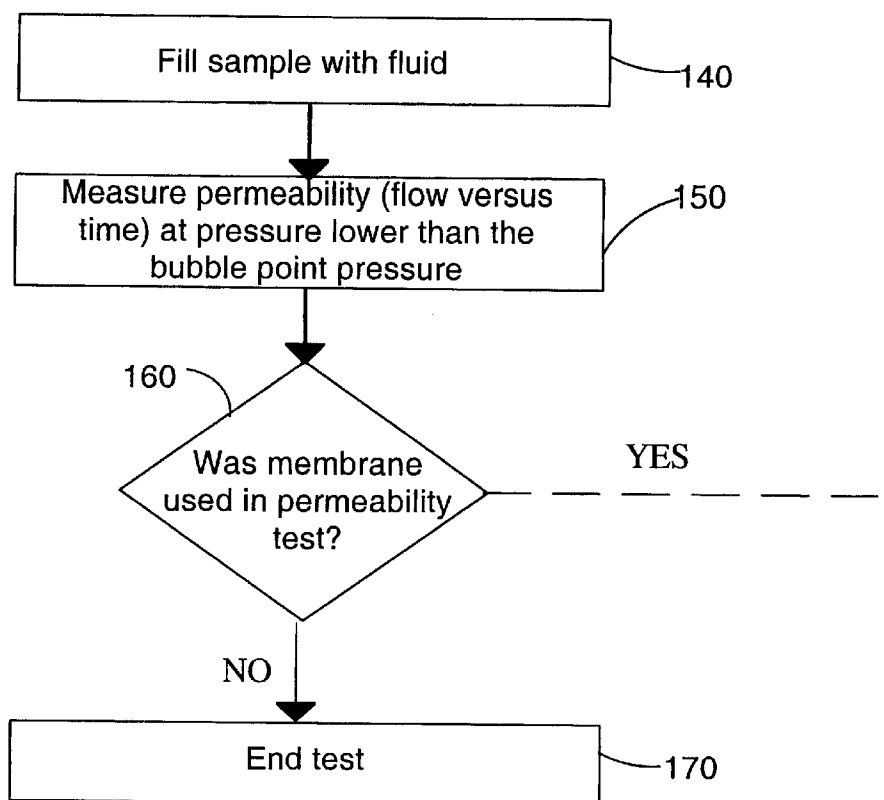 Fill sample with fluid
140
Measure permeability (flow versus
time) at pressure lower than the
bubble point pressure
150
160
Was membrane
used in permeability
test?
YES
NO
End test
170